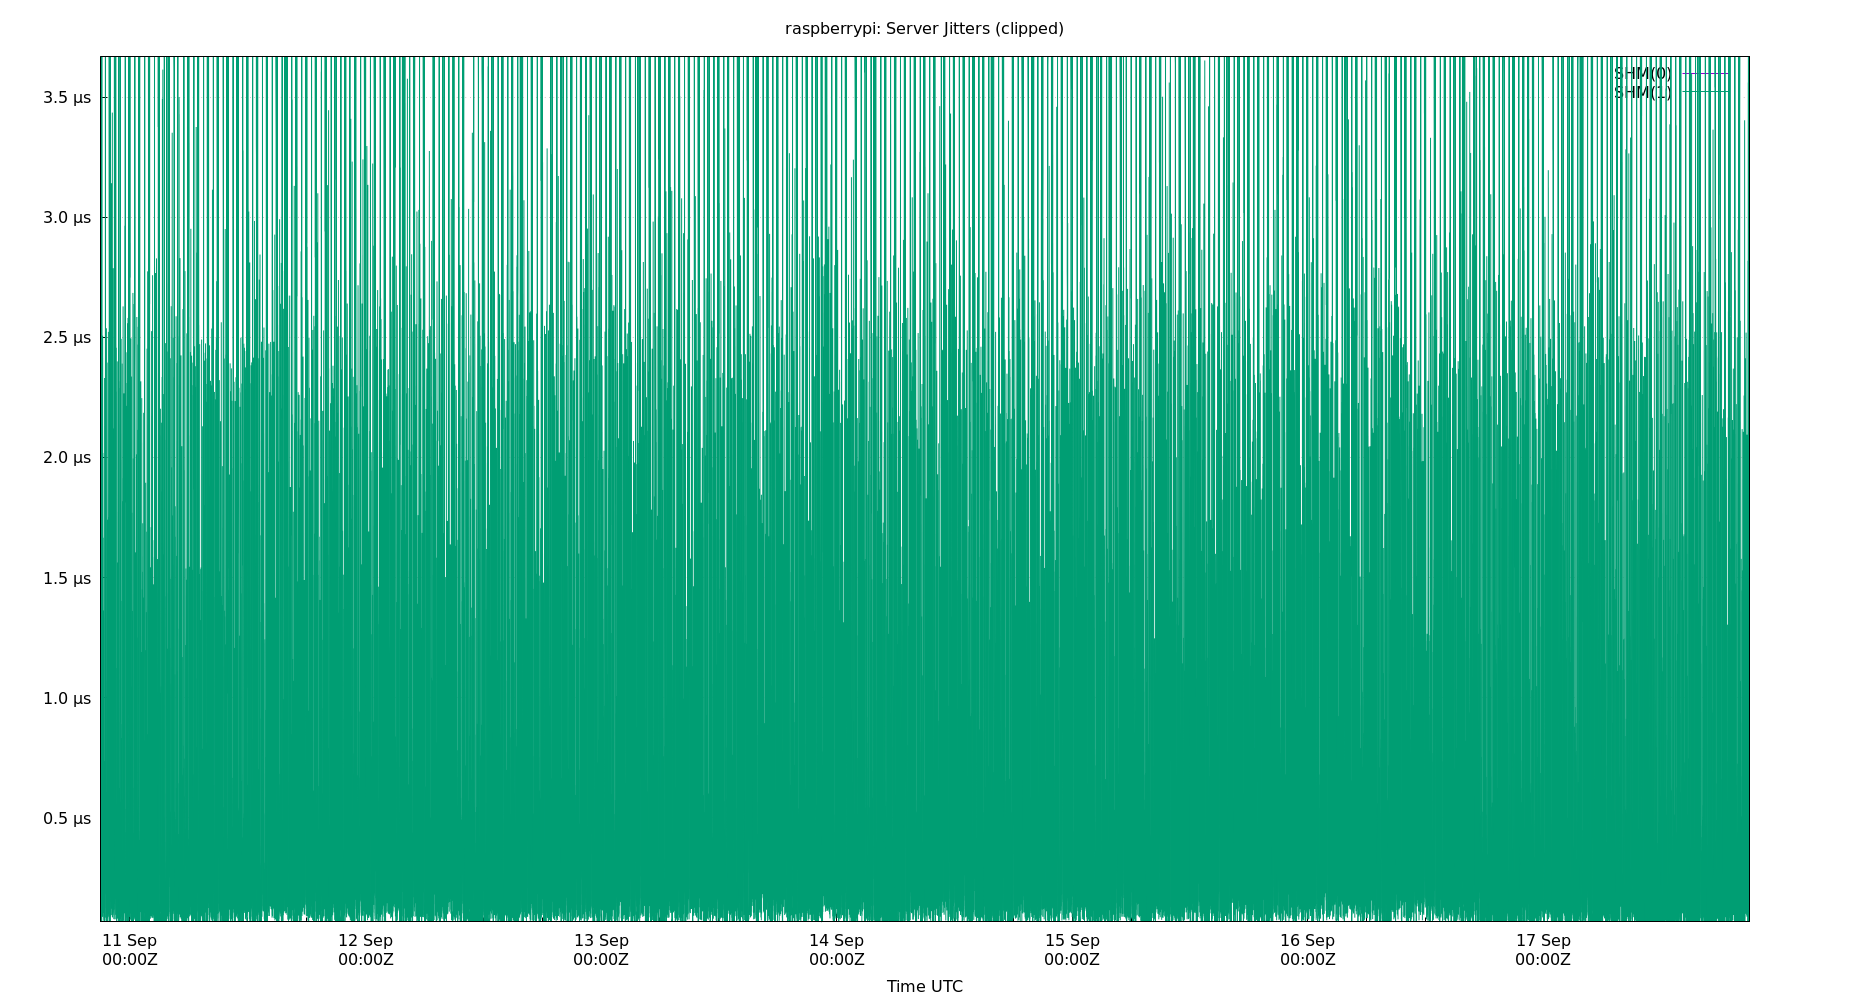 raspberrypi: Server Jitters (clipped)
SHM(0)
SHM(1)
3.5 µs
3.0 µs
2.5 µs
2.0 µs
1.5 µs
1.0 µs
0.5 µs
11 Sep 12 Sep 13 Sep 14 Sep 15 Sep 16 Sep 17 Sep
00:00Z 00:00Z 00:00Z 00:00Z 00:00Z 00:00Z 00:00Z
Time UTC